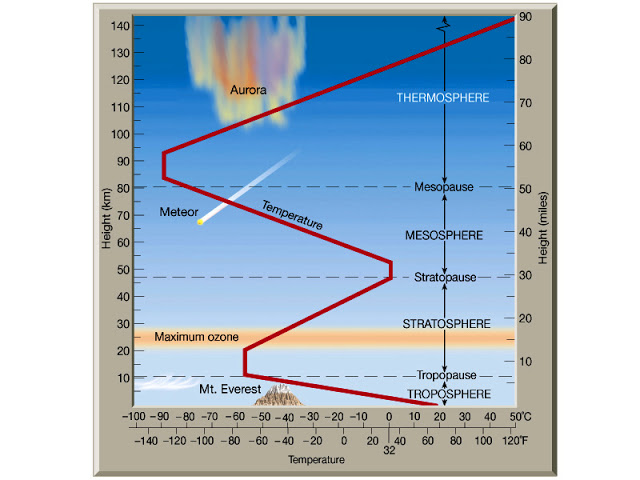 140
130
120
110
100
90
80
70
60
50
40
30
20
10
Height (km)
90
80
70
60
50
40
30
20
10
Height (miles)
Aurora
THERMOSPHERE
Mesopause
Meteor
Temperature
MESOSPHERE
Stratopause
STRATOSPHERE
Maximum ozone
Tropopause
Mt. Everest
TROPOSPHERE
–100 –90 –80 –70 –60 –50 –40 –30 –20 –10 0 10 20 30 40 50°C
–140 –120 –80 –100 –60 –40 –20 0 20 40 60 80 100 120°F
32
Temperature